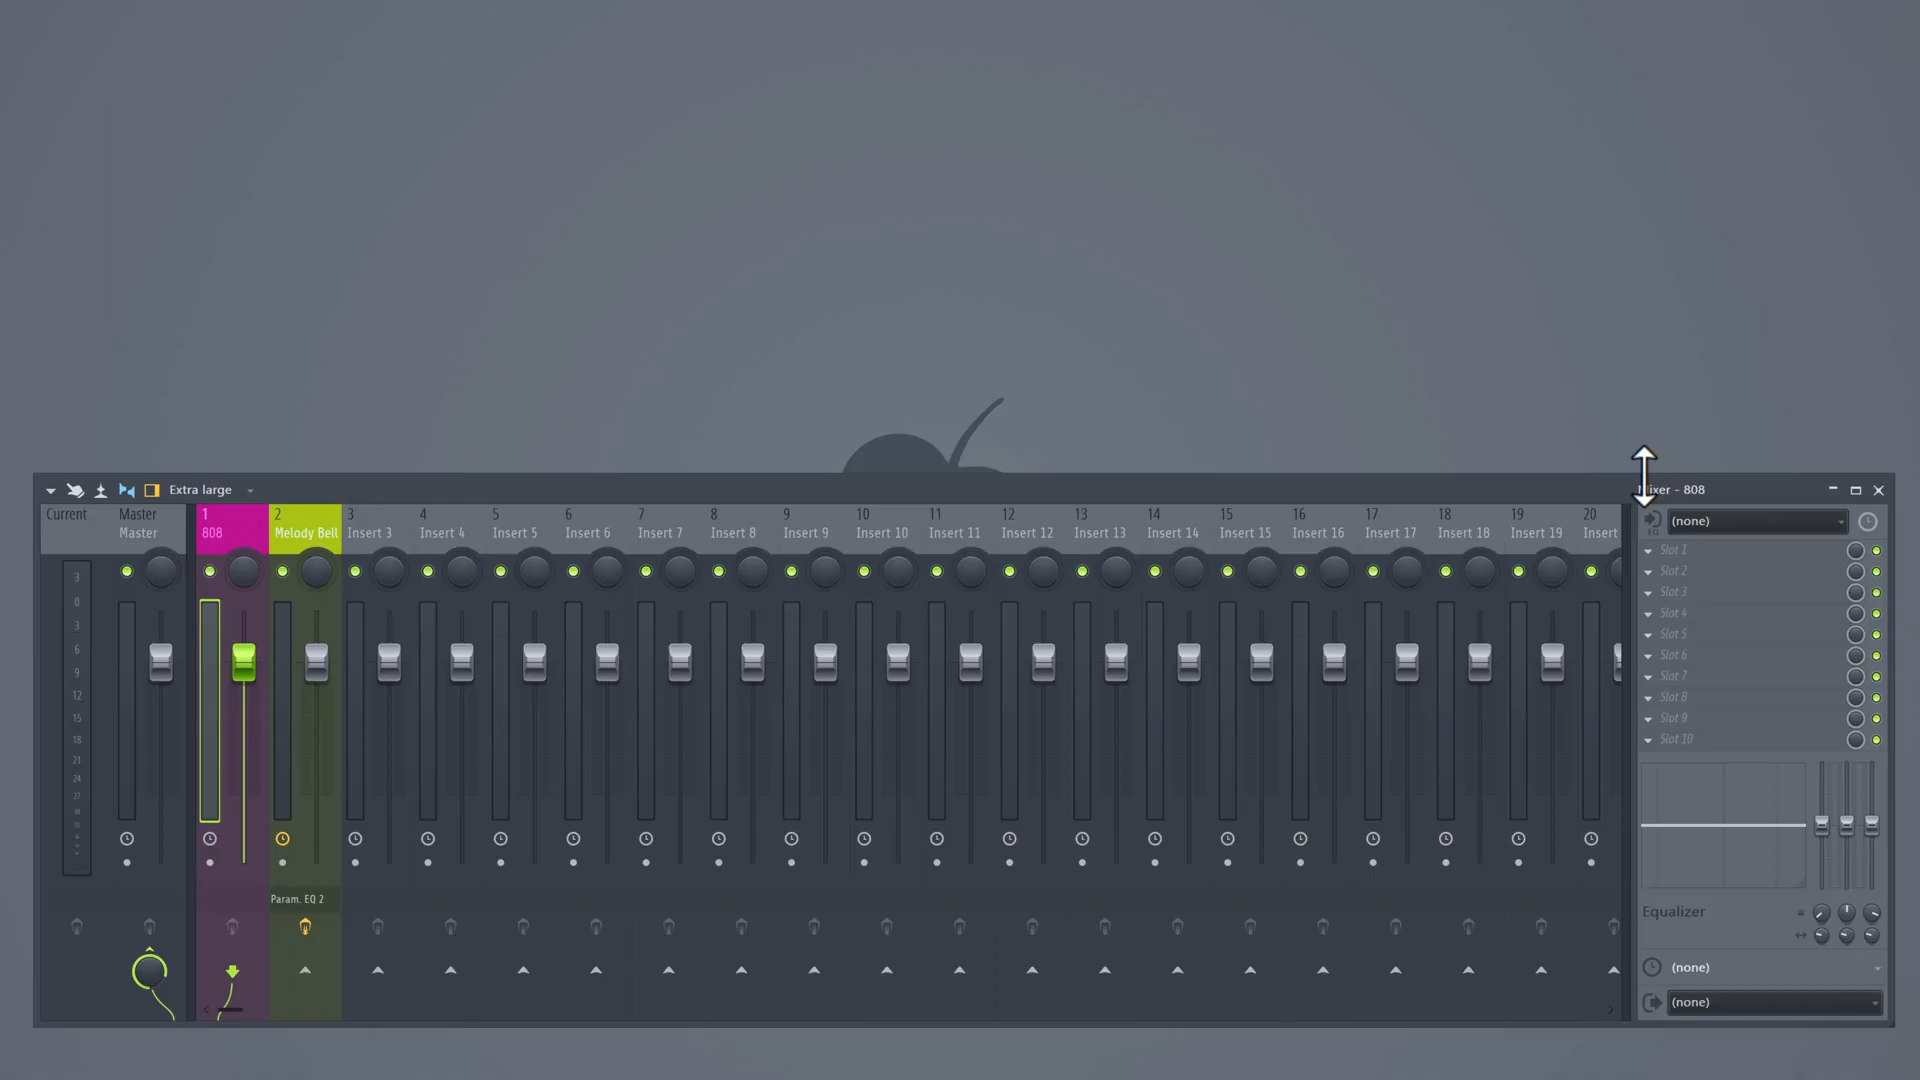 Extra large
Mixer - 808
Current
Master
Master
1
808
2
Melody Bell
3
Insert 3
4
Insert 4
5
Insert 5
6
Insert 6
7
Insert 7
8
Insert 8
9
Insert 9
10
Insert 10
11
Insert 11
12
Insert 12
13
Insert 13
14
Insert 14
15
Insert 15
16
Insert 16
17
Insert 17
18
Insert 18
19
Insert 19
20
Insert
(none)
EQ
Slot 1
Slot 2
Slot 3
Slot 4
Slot 5
Slot 6
Slot 7
Slot 8
Slot 9
Slot 10
3
0
3
6
9
12
15
18
21
24
27
Param. EQ 2
Equalizer
(none)
(none)